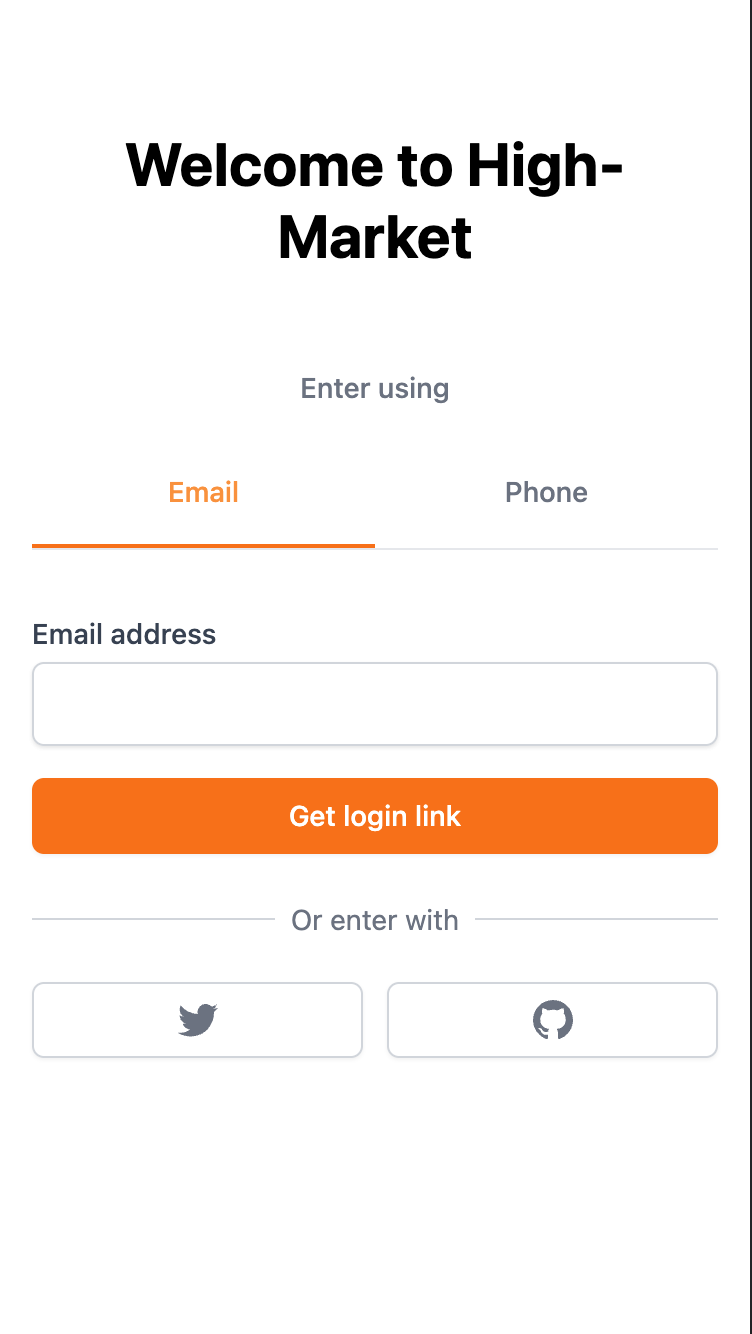 Welcome to High-
Market
Enter using
Email
Phone
Email address
Get login link
Or enter with